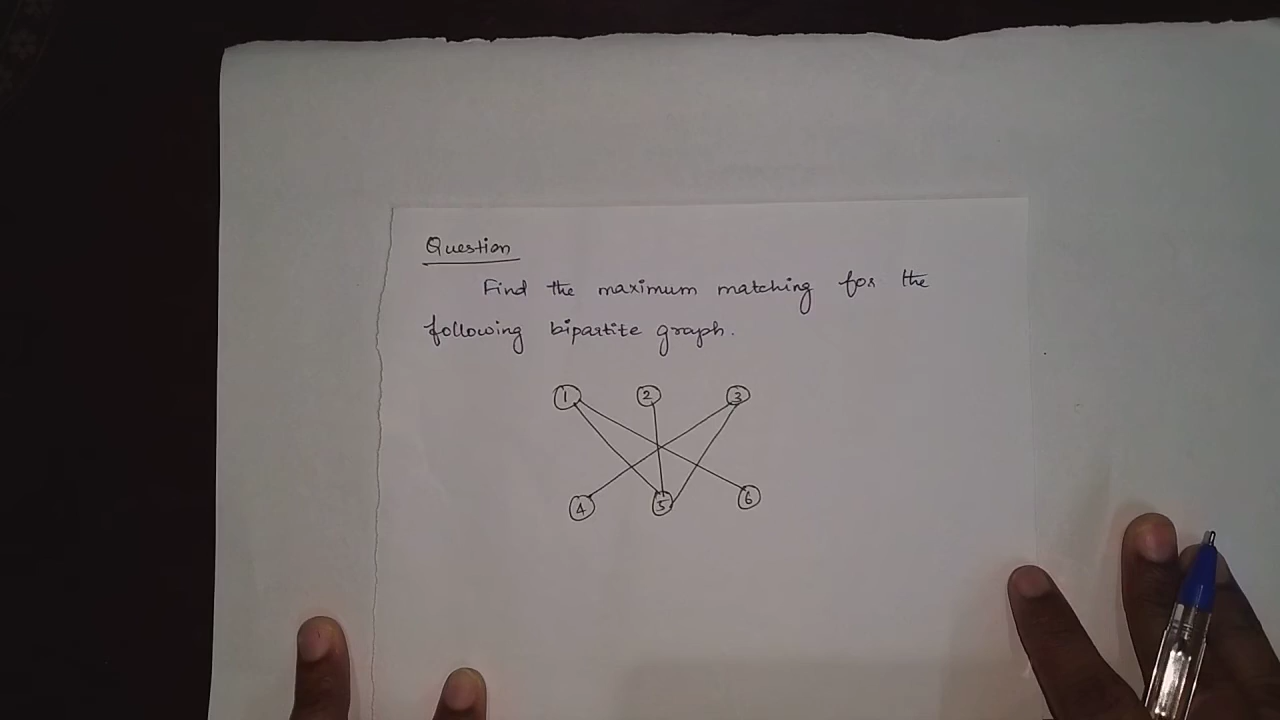 Question
Find the maximum matching for the
following bipartite graph.
1 2 3
4 5 6